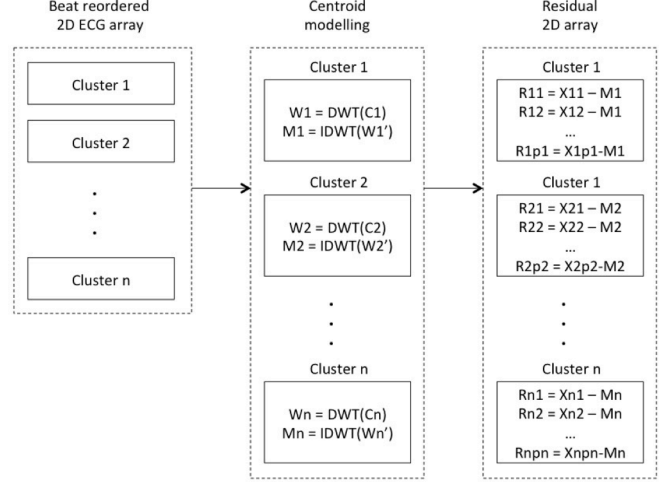 Beat reordered
2D ECG array
Cluster 1
Cluster 2
Cluster n
Centroid
modelling
Cluster 1
W1 = DWT(C1)
M1 = IDWT(W1')
Cluster 2
W2 = DWT(C2)
M2 = IDWT(W2')
Cluster n
Wn = DWT(Cn)
Mn = IDWT(Wn')
Residual
2D array
Cluster 1
R11 = X11 – M1
R12 = X12 – M1
...
R1p1 = X1p1-M1
Cluster 1
R21 = X21 – M2
R22 = X22 – M2
...
R2p2 = X2p2-M2
Cluster n
Rn1 = Xn1 – Mn
Rn2 = Xn2 – Mn
...
Rnpn = Xnpn-Mn